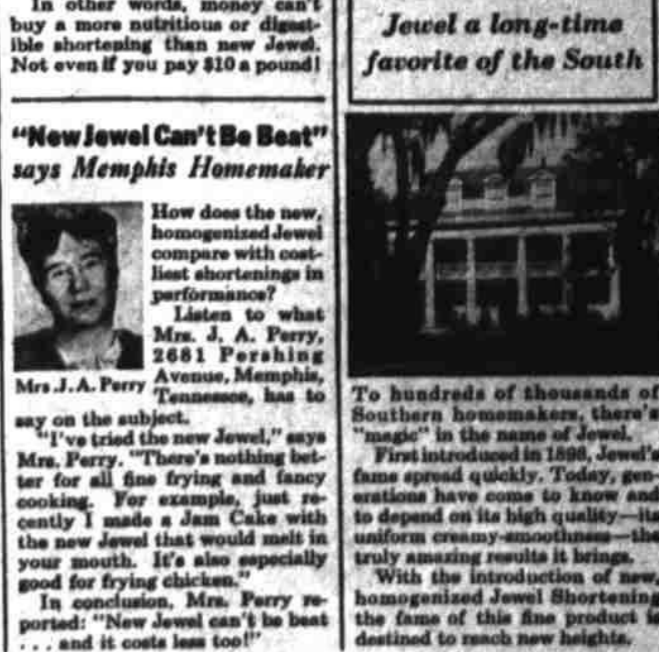 In other words, money can't
buy a more nutritious or digest-
ible shortening than new Jewel.
Not even if you pay $10 a pound!
"New Jewel Can't Be Beat"
says Memphis Homemaker
How does the new,
homogenized Jewel
compare with cost-
liest shortenings in
performance?
Listen to what
Mrs. J. A. Perry,
2681 Pershing
Avenue, Memphis,
Tennessee, has to
Mrs. J. A. Perry
say on the subject.
"I've tried the new Jewel," says
Mrs. Perry. "There's nothing bet-
ter for all fine frying and fancy
cooking. For example, just re-
cently I made a Jam Cake with
the new Jewel that would melt in
your mouth. It's also especially
good for frying chicken."
In conclusion, Mrs. Perry re-
ported: "New Jewel can't be beat
. . . and it costs less too!"
Jewel a long-time
favorite of the South
To hundreds of thousands of
Southern homemakers, there's
"magic" in the name of Jewel.
First introduced in 1898, Jewel's
fame spread quickly. Today, gen-
erations have come to know and
to depend on its high quality—its
uniform creamy-smoothness—the
truly amazing results it brings.
With the introduction of new,
homogenized Jewel Shortening
the fame of this fine product is
destined to reach new heights.